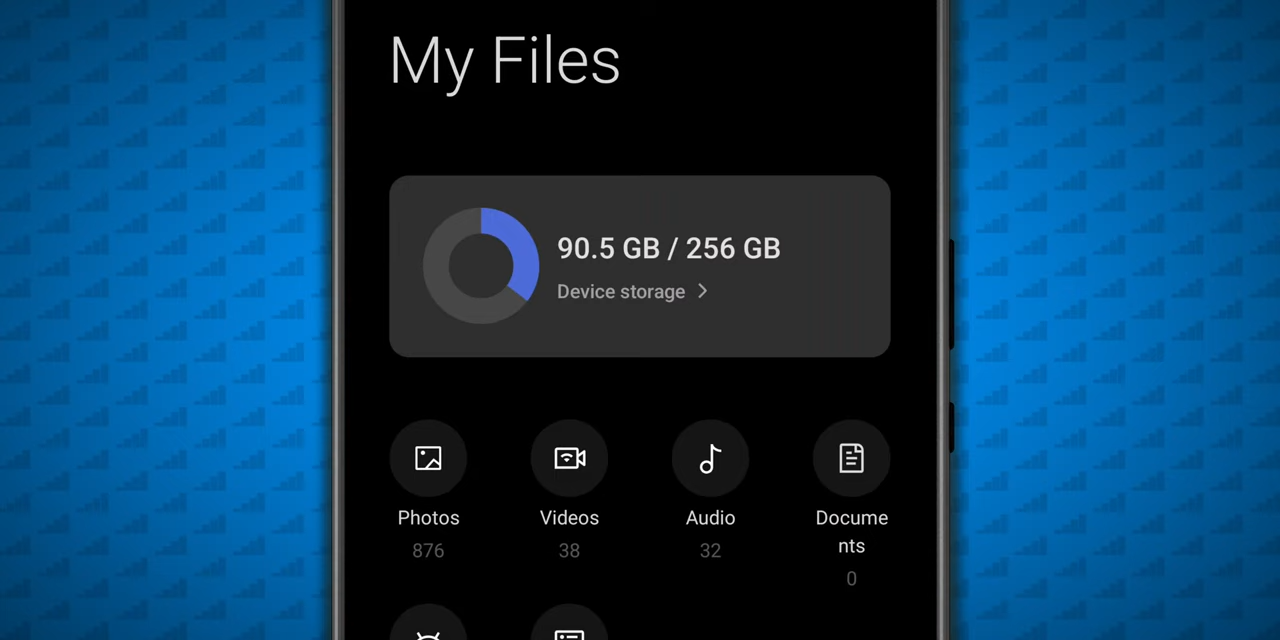 My Files
90.5 GB / 256 GB
Device storage
Photos
Videos
Audio
Docume
nts
876
38
32
0